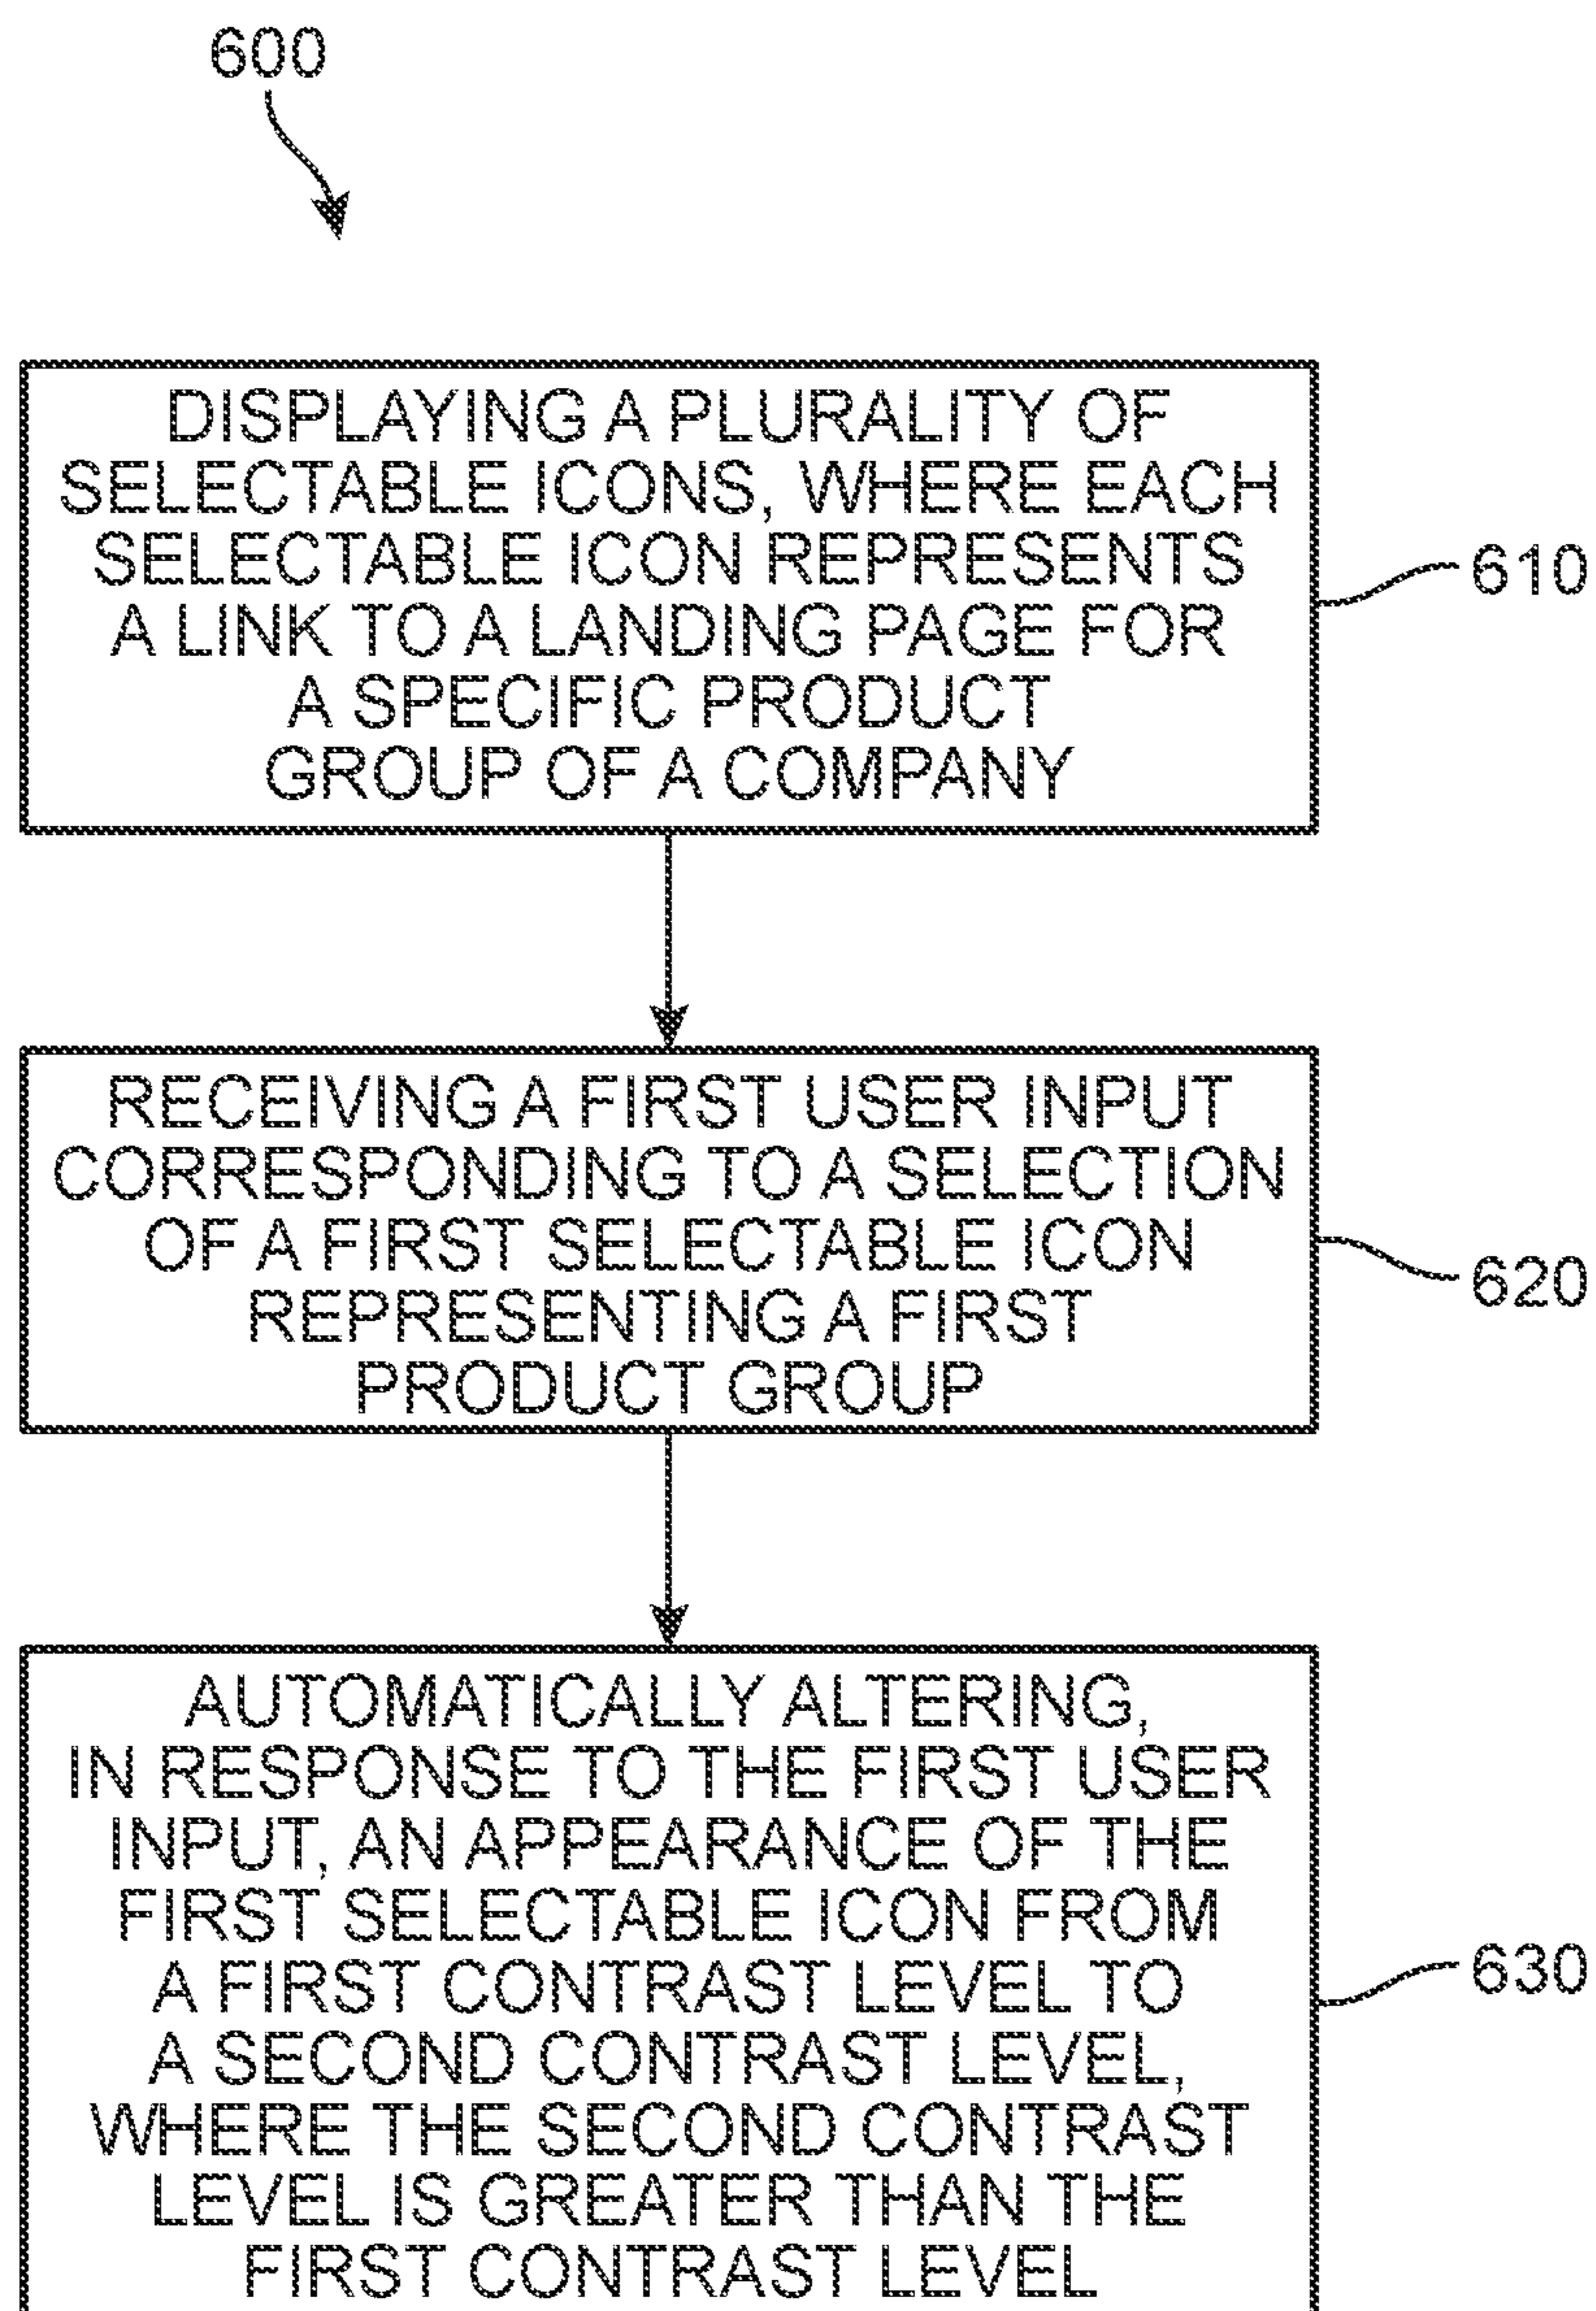 600
DISPLAYING A PLURALITY OF
SELECTABLE ICONS, WHERE EACH
SELECTABLE ICON REPRESENTS
A LINK TO A LANDING PAGE FOR
A SPECIFIC PRODUCT
GROUP OF A COMPANY
610
RECEIVING A FIRST USER INPUT
CORRESPONDING TO A SELECTION
OF A FIRST SELECTABLE ICON
REPRESENTING A FIRST
PRODUCT GROUP
620
AUTOMATICALLY ALTERING,
IN RESPONSE TO THE FIRST USER
INPUT, AN APPEARANCE OF THE
FIRST SELECTABLE ICON FROM
A FIRST CONTRAST LEVEL TO
A SECOND CONTRAST LEVEL,
WHERE THE SECOND CONTRAST
LEVEL IS GREATER THAN THE
FIRST CONTRAST LEVEL
630